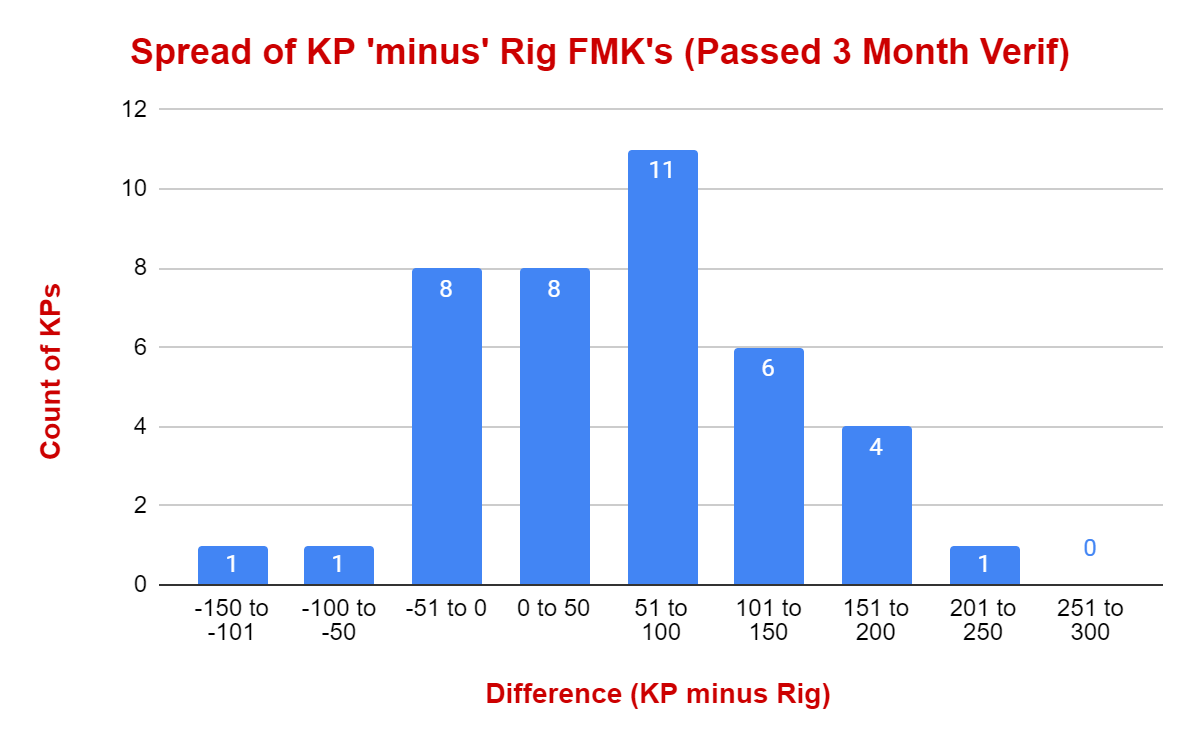 Spread of KP 'minus' Rig FMK's (Passed 3 Month Verif)
12
10
8
6
4
2
0
Count of KPs
1
1
8
8
11
6
4
1
0
-150 to
-101
-100 to
-50
-51 to 0
0 to 50
51 to
100
101 to
150
151 to
200
201 to
250
251 to
300
Difference (KP minus Rig)